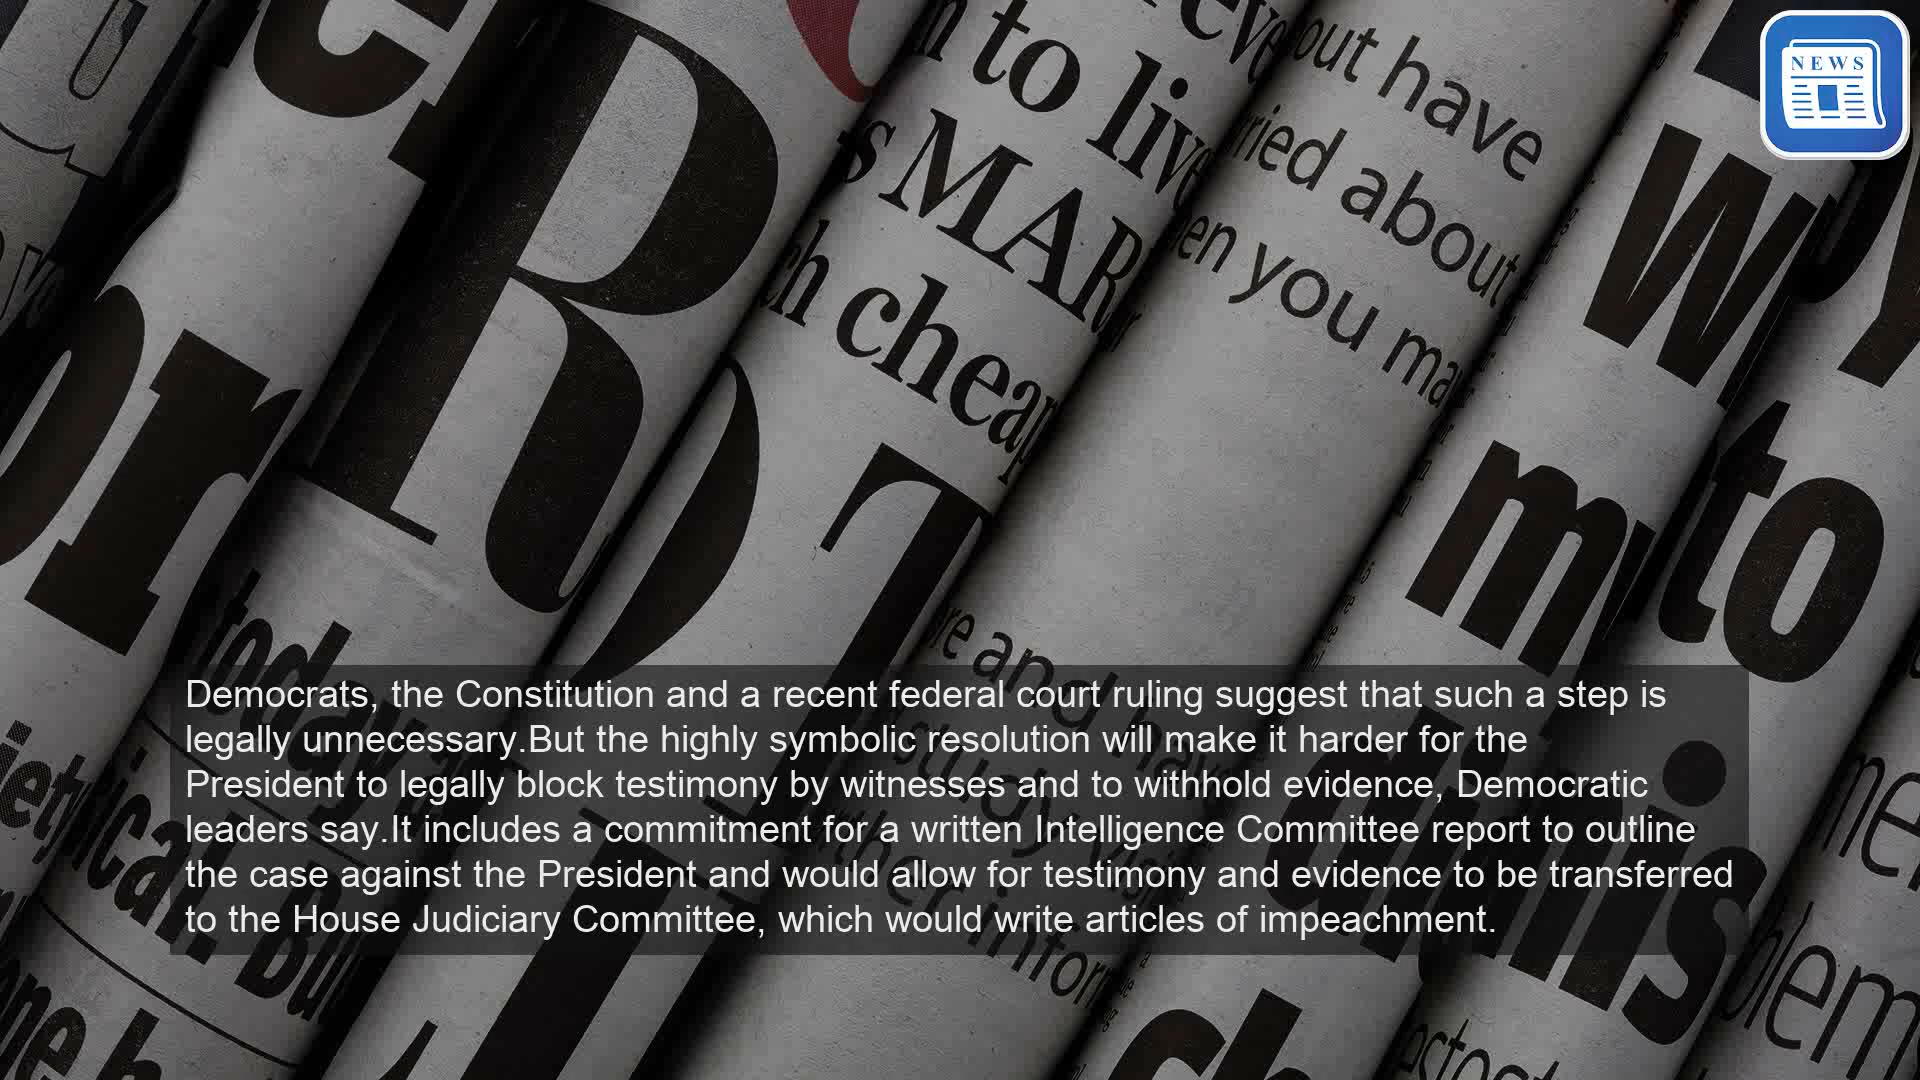 NEWS
to live
out have
ried about
s MAR
en you ma
ch cheap
to
today
Democrats, the Constitution and a recent federal court ruling suggest that such a step is
legally unnecessary.But the highly symbolic resolution will make it harder for the
President to legally block testimony by witnesses and to withhold evidence, Democratic
leaders say.It includes a commitment for a written Intelligence Committee report to outline
the case against the President and would allow for testimony and evidence to be transferred
to the House Judiciary Committee, which would write articles of impeachment.